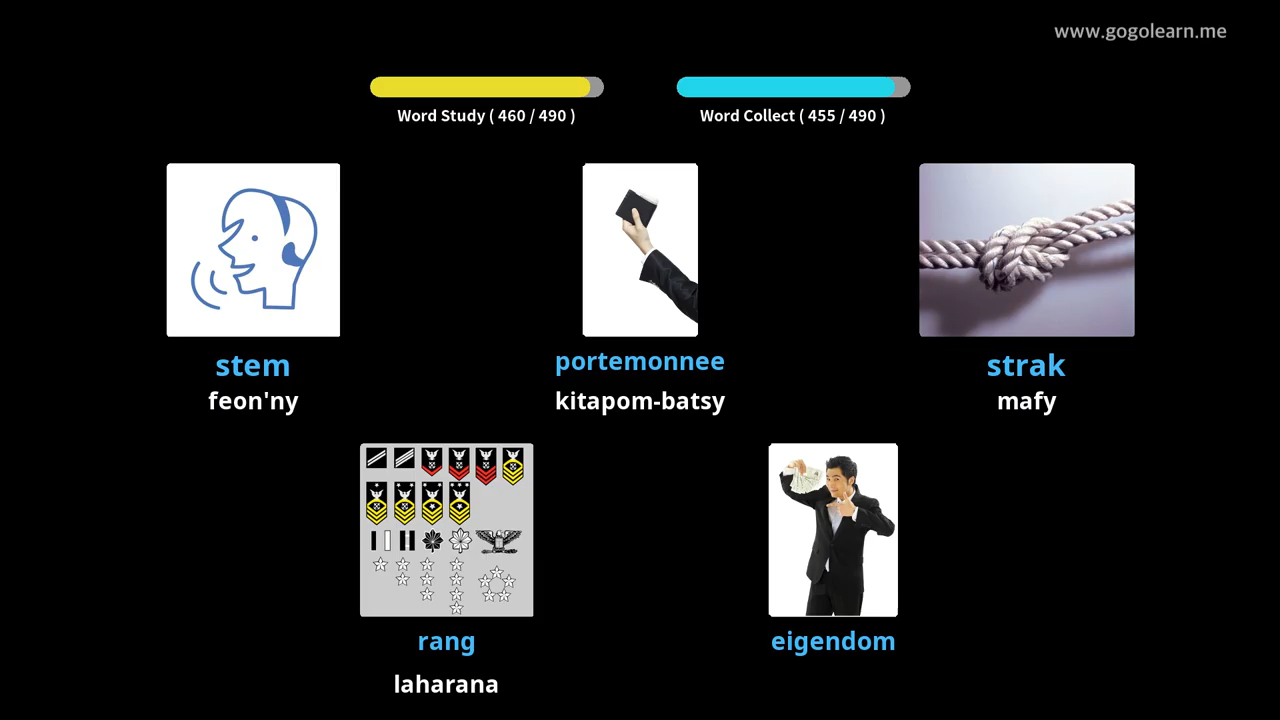 www.gogolearn.me
Word Study ( 460 / 490 )
Word Collect ( 455 / 490 )
stem
feon'ny
portemonnee
kitapom-batsy
strak
mafy
rang
laharana
eigendom